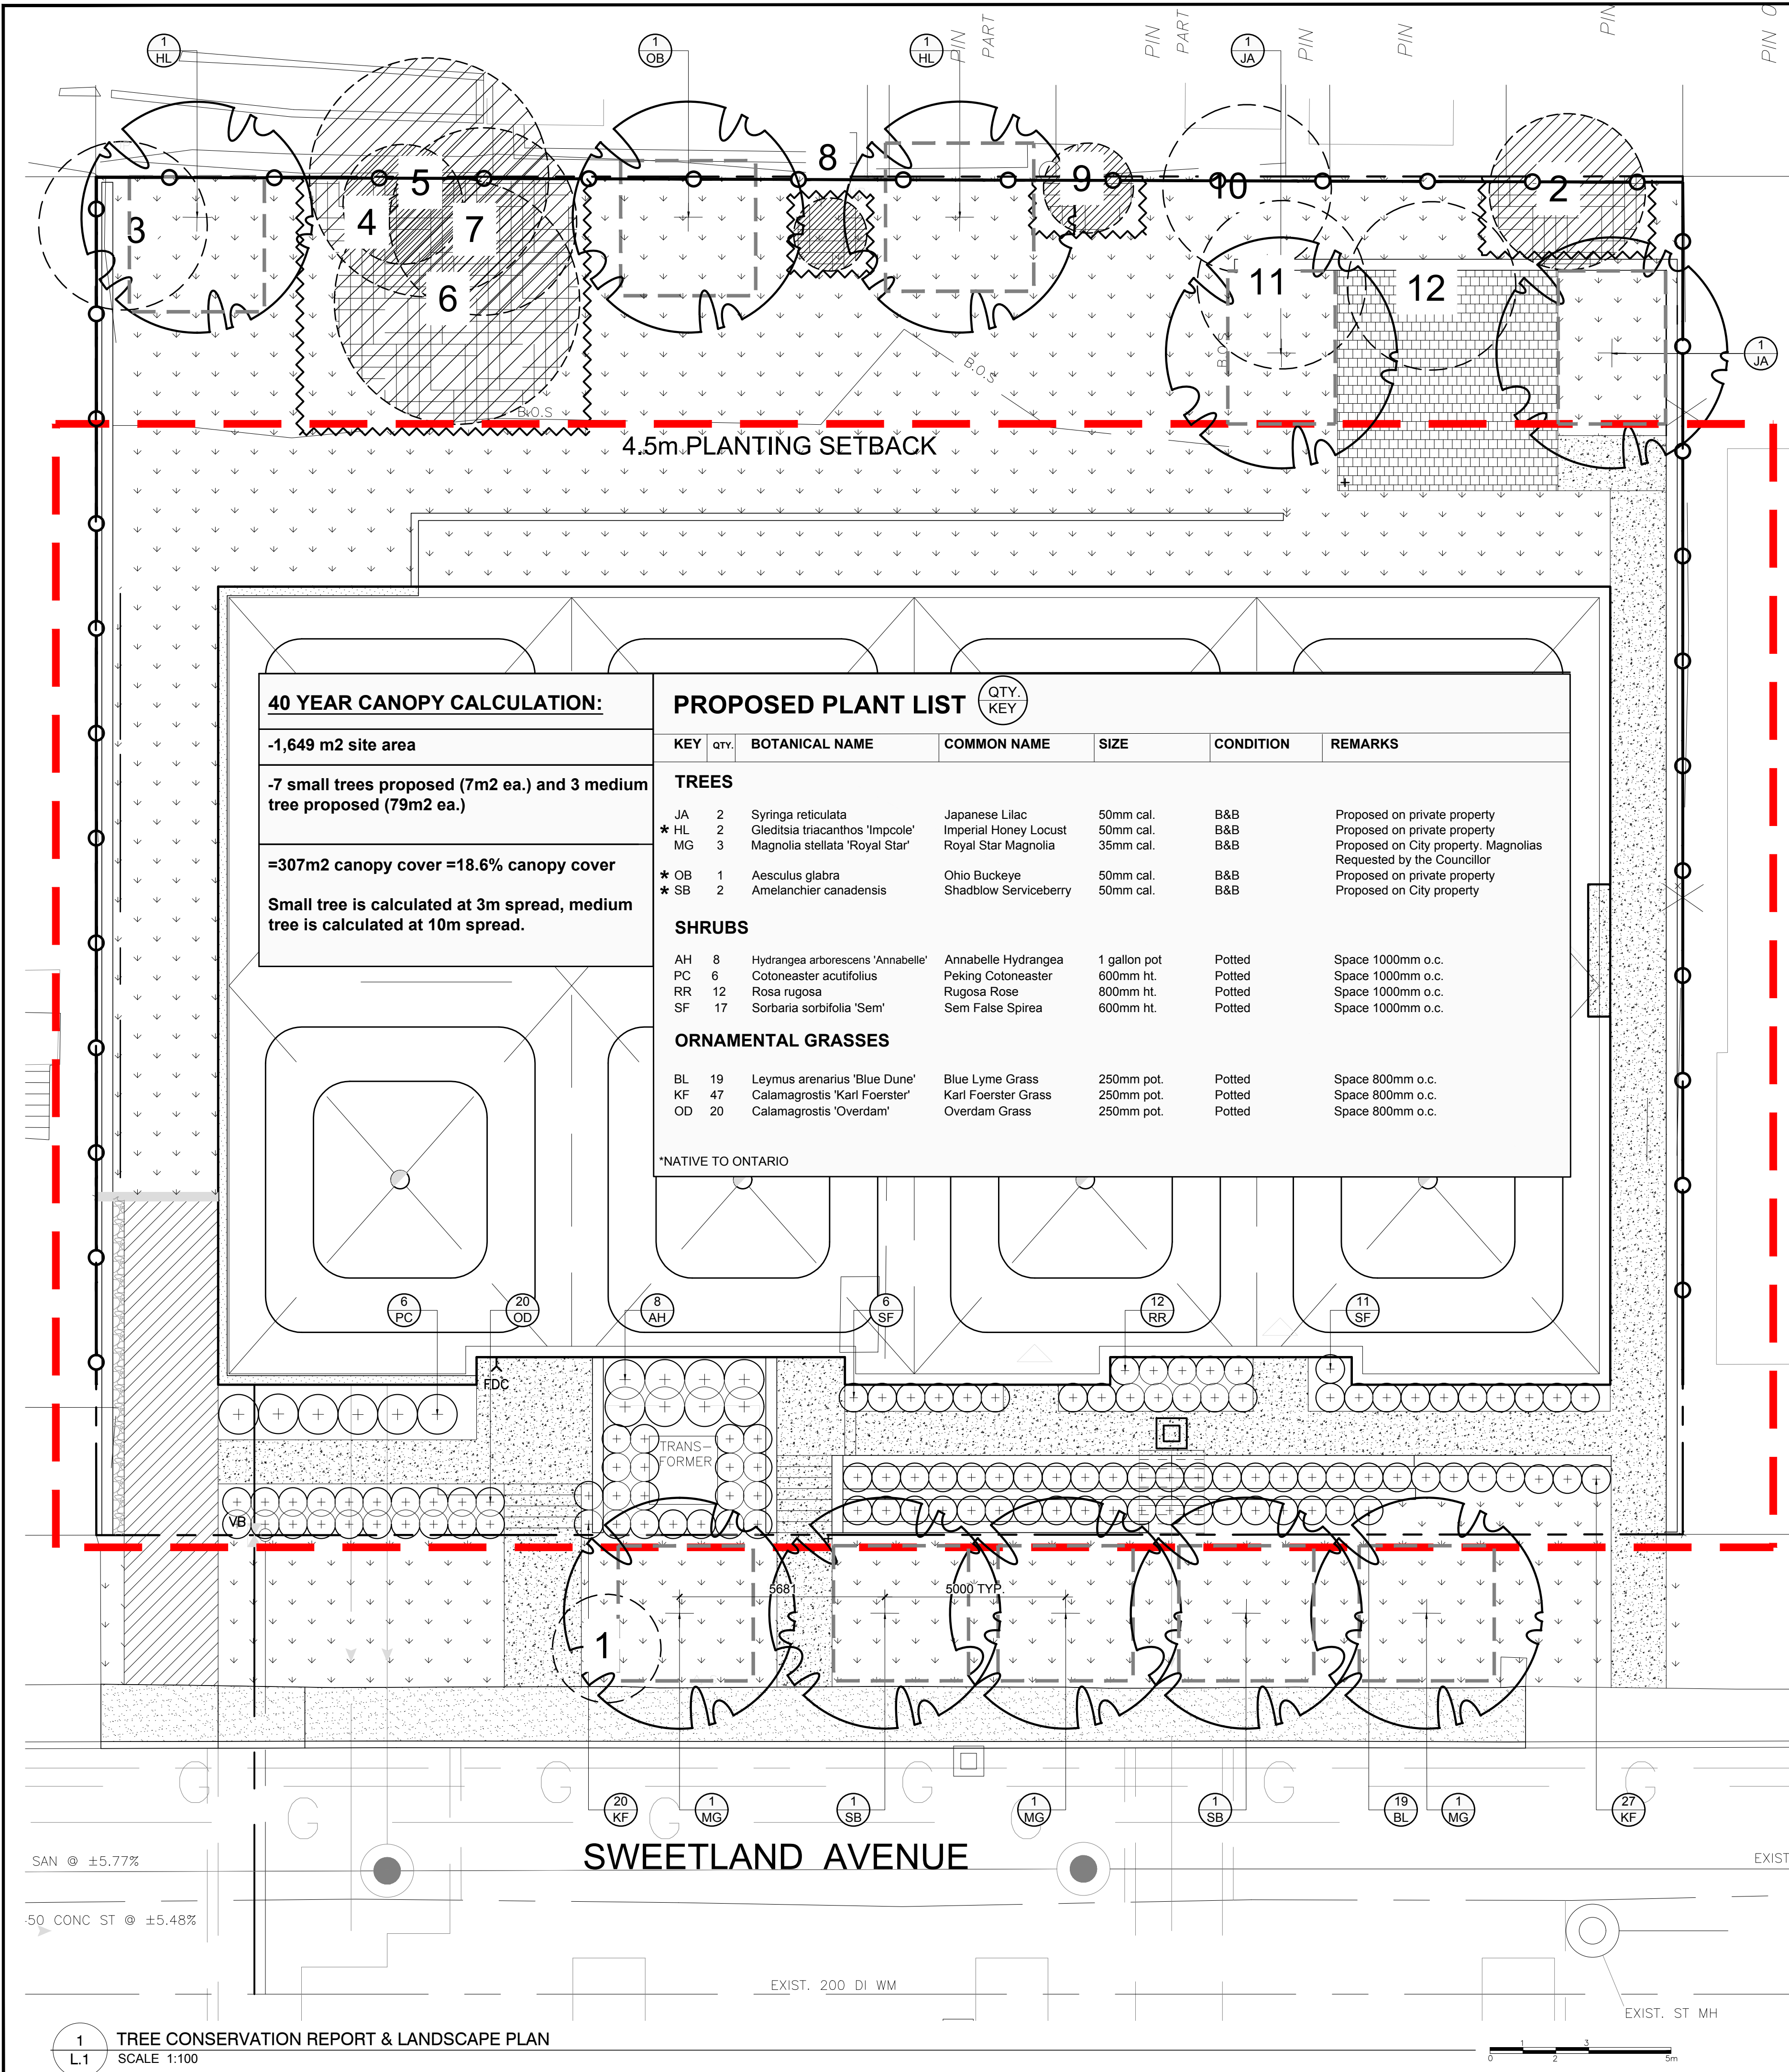 PIN
PART
PIN
PART
PIN
PIN
PIN
PIN
1
HL
1
OB
1
HL
1
JA
8
5
9
10
2
3
4
7
6
11
12
1
JA
B.O.S
B.O.S
B.O.S
4.5m PLANTING SETBACK
40 YEAR CANOPY CALCULATION:
-1,649 m2 site area
-7 small trees proposed (7m2 ea.) and 3 medium
tree proposed (79m2 ea.)
=307m2 canopy cover =18.6% canopy cover
Small tree is calculated at 3m spread, medium
tree is calculated at 10m spread.
PROPOSED PLANT LIST QTY. KEY
KEY QTY. BOTANICAL NAME COMMON NAME SIZE CONDITION REMARKS
TREES
JA 2 Syringa reticulata Japanese Lilac 50mm cal. B&B Proposed on private property
* HL 2 Gleditsia triacanthos 'Impcole' Imperial Honey Locust 50mm cal. B&B Proposed on private property
MG 3 Magnolia stellata 'Royal Star' Royal Star Magnolia 35mm cal. B&B Proposed on City property. Magnolias
Requested by the Councillor
* OB 1 Aesculus glabra Ohio Buckeye 50mm cal. B&B Proposed on private property
* SB 2 Amelanchier canadensis Shadblow Serviceberry 50mm cal. B&B Proposed on City property
SHRUBS
AH 8 Hydrangea arborescens 'Annabelle' Annabelle Hydrangea 1 gallon pot Potted Space 1000mm o.c.
PC 6 Cotoneaster acutifolius Peking Cotoneaster 600mm ht. Potted Space 1000mm o.c.
RR 12 Rosa rugosa Rugosa Rose 800mm ht. Potted Space 1000mm o.c.
SF 17 Sorbaria sorbifolia 'Sem' Sem False Spirea 600mm ht. Potted Space 1000mm o.c.
ORNAMENTAL GRASSES
BL 19 Leymus arenarius 'Blue Dune' Blue Lyme Grass 250mm pot. Potted Space 800mm o.c.
KF 47 Calamagrostis 'Karl Foerster' Karl Foerster Grass 250mm pot. Potted Space 800mm o.c.
OD 20 Calamagrostis 'Overdam' Overdam Grass 250mm pot. Potted Space 800mm o.c.
*NATIVE TO ONTARIO
6
PC
20
OD
8
AH
6
SF
12
RR
11
SF
FDC
TRANS-
FORMER
VB
5681
5000 TYP.
1
G G G G G
G G G
20
KF
1
MG
1
SB
1
MG
1
SB
19
BL
1
MG
27
KF
SWEETLAND AVENUE
SAN @ ±5.77%
EXIST
50 CONC ST @ ±5.48%
EXIST. 200 DI WM
EXIST. ST MH
1
L.1
TREE CONSERVATION REPORT & LANDSCAPE PLAN
SCALE 1:100
0 1 2 3 5m